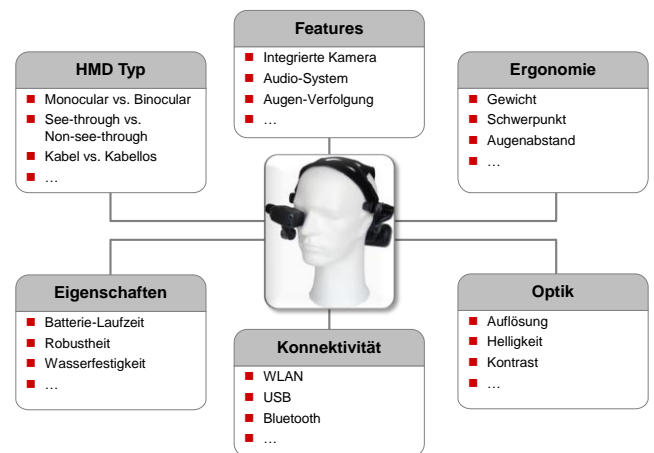 Features
Integrierte Kamera
Audio-System
Augen-Verfolgung
…
HMD Typ
Monocular vs. Binocular
See-through vs.
Non-see-through
Kabel vs. Kabellos
…
Ergonomie
Gewicht
Schwerpunkt
Augenabstand
…
Eigenschaften
Batterie-Laufzeit
Robustheit
Wasserfestigkeit
…
Konnektivität
WLAN
USB
Bluetooth
…
Optik
Auflösung
Helligkeit
Kontrast
…